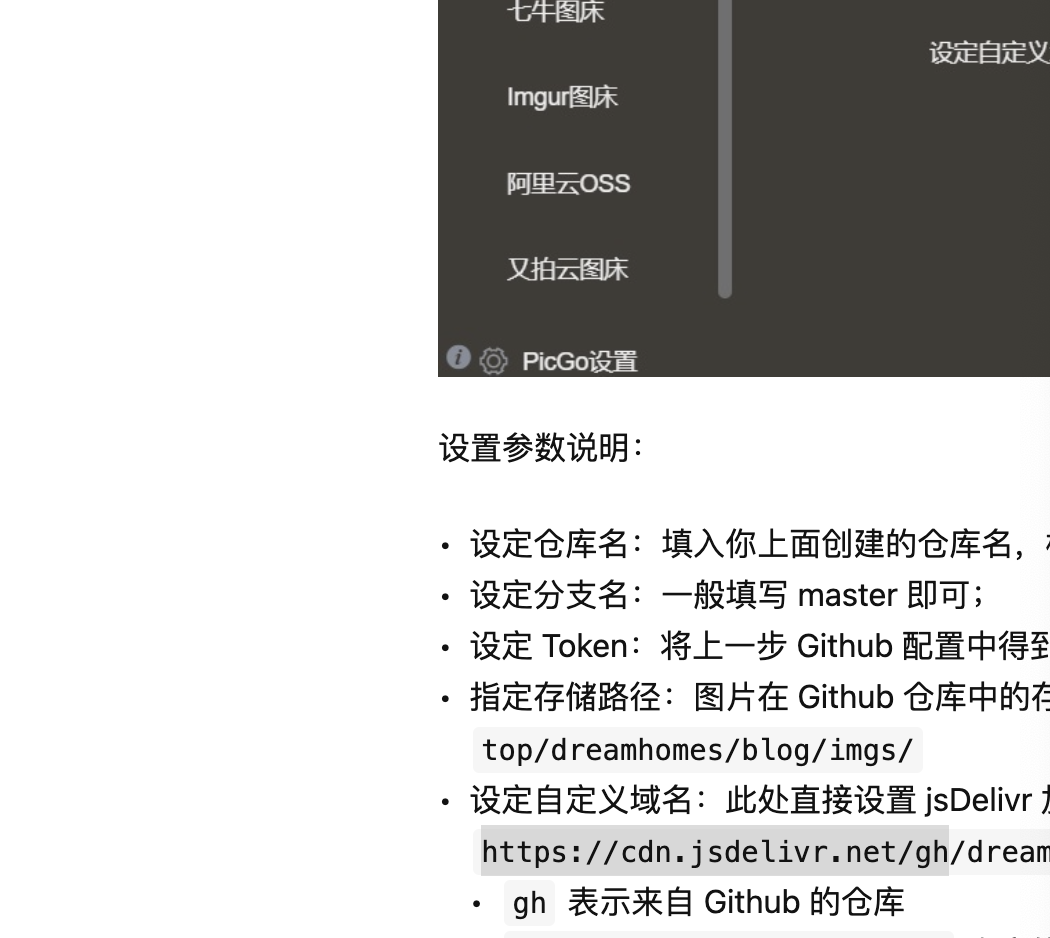 七牛图床
设定自定义
Imgur图床
阿里云OSS
又拍云图床
PicGo设置
设置参数说明：
• 设定仓库名：填入你上面创建的仓库名，
• 设定分支名：一般填写 master 即可；
• 设定 Token：将上一步 Github 配置中得到
• 指定存储路径：图片在 Github 仓库中的存
top/dreamhomes/blog/imgs/
• 设定自定义域名：此处直接设置 jsDelivr 加
https://cdn.jsdelivr.net/gh/dream
• gh 表示来自 Github 的仓库